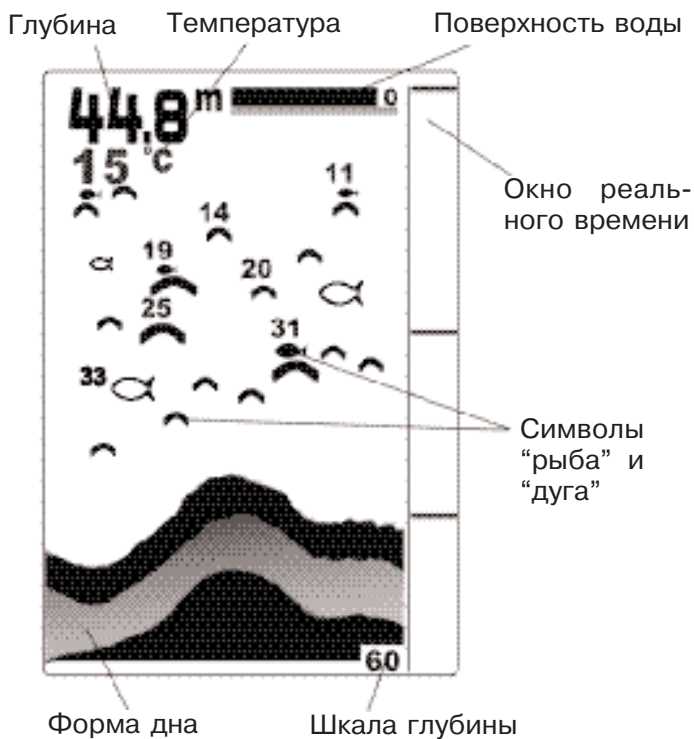 Глубина
Температура
Поверхность воды
44.8 m
0
15 °C
11
Окно реаль-
ного времени
14
19
20
25
31
33
Символы
“рыба” и
“дуга”
60
Форма дна
Шкала глубины